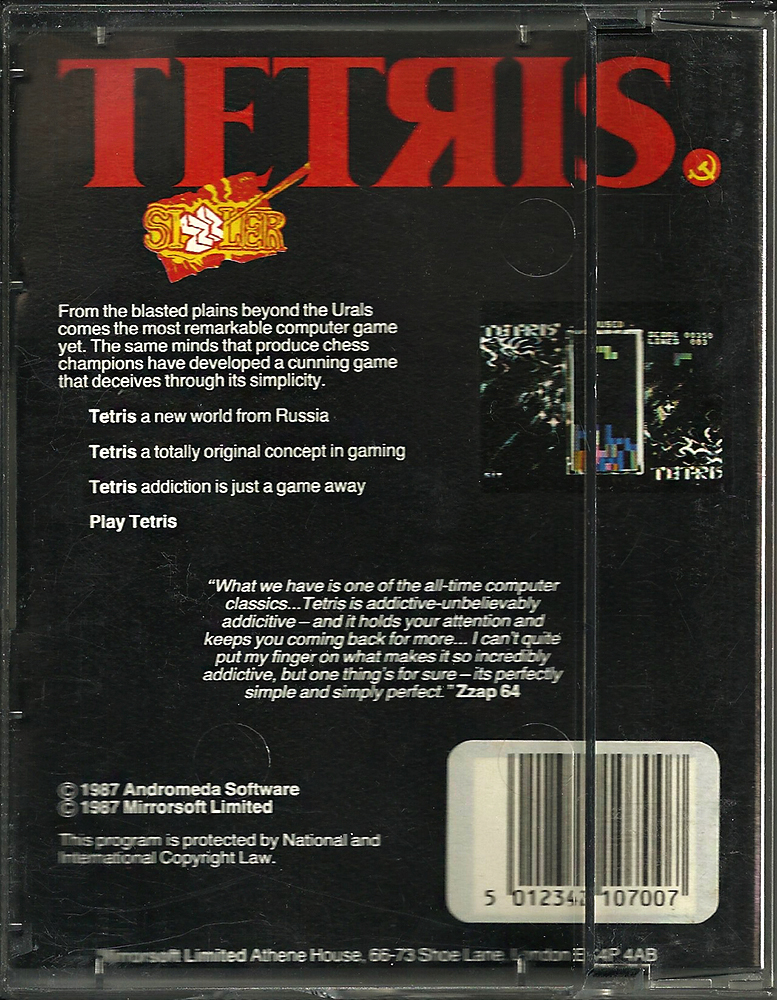 TETЯIS.
SIZZLER
From the blasted plains beyond the Urals
comes the most remarkable computer game
yet. The same minds that produce chess
champions have developed a cunning game
that deceives through its simplicity.
Tetris a new world from Russia
Tetris a totally original concept in gaming
Tetris addiction is just a game away
Play Tetris
TETRIS
SCORE 00350
LINES 003
TETRIS
“What we have is one of the all-time computer
classics...Tetris is addictive-unbelievably
addicitive – and it holds your attention and
keeps you coming back for more... I can't quite
put my finger on what makes it so incredibly
addictive, but one thing's for sure – its perfectly
simple and simply perfect.” Zzap 64
© 1987 Andromeda Software
© 1987 Mirrorsoft Limited
This program is protected by National and
International Copyright Law.
5 012342 107007
Mirrorsoft Limited Athene House, 66-73 Shoe Lane, London EC4P 4AB